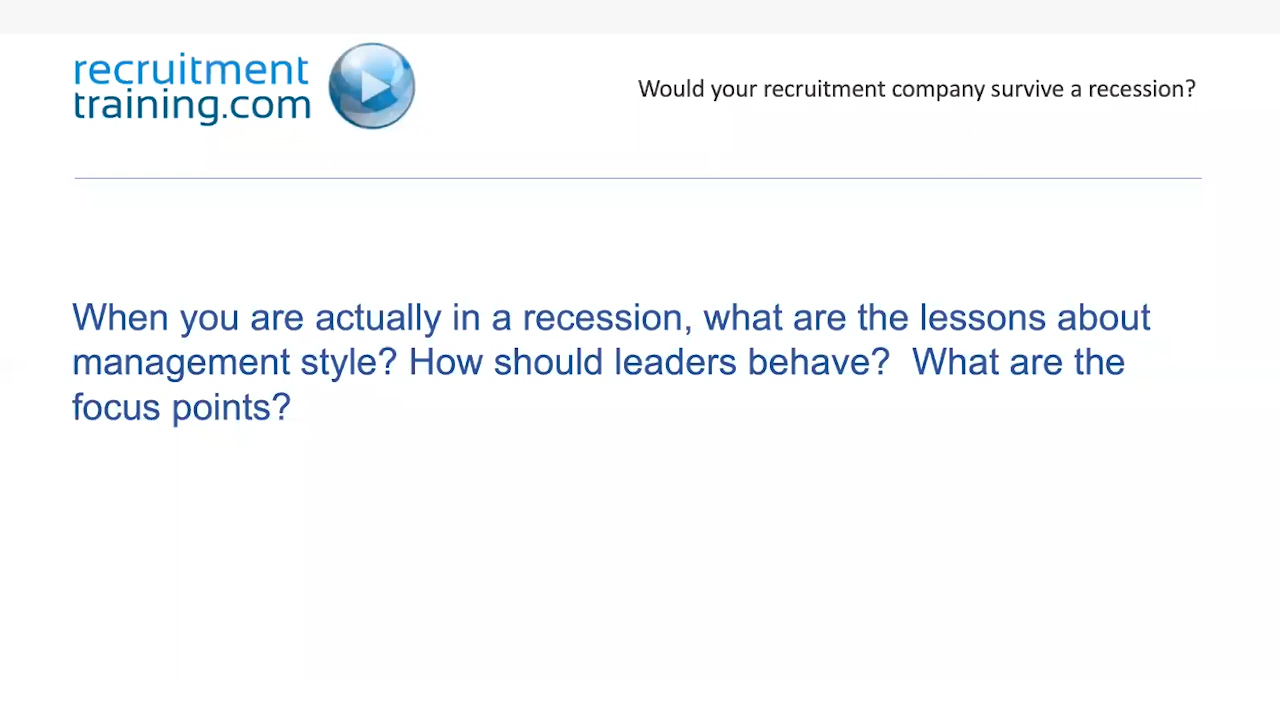 recruitment
training.com
Would your recruitment company survive a recession?
When you are actually in a recession, what are the lessons about
management style? How should leaders behave?  What are the
focus points?